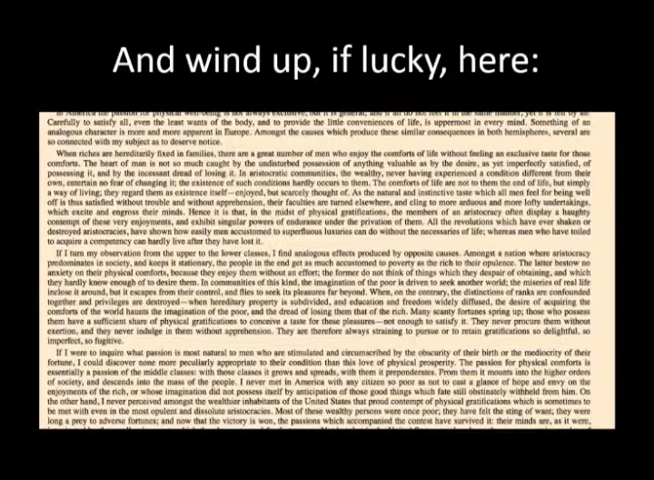 And wind up, if lucky, here:
In America the passion for physical well-being is not always exclusive, but it is general; and if all do not feel it in the same manner, yet it is felt by all.
Carefully to satisfy all, even the least wants of the body, and to provide the little conveniences of life, is uppermost in every mind. Something of an
analogous character is more and more apparent in Europe. Amongst the causes which produce these similar consequences in both hemispheres, several are
so connected with my subject as to deserve notice.
When riches are hereditarily fixed in families, there are a great number of men who enjoy the comforts of life without feeling an exclusive taste for those
comforts. The heart of man is not so much caught by the undisturbed possession of anything valuable as by the desire, as yet imperfectly satisfied, of
possessing it, and by the incessant dread of losing it. In aristocratic communities, the wealthy, never having experienced a condition different from their
own, entertain no fear of changing it; the existence of such conditions hardly occurs to them. The comforts of life are not to them the end of life, but simply
a way of living; they regard them as existence itself—enjoyed, but scarcely thought of. As the natural and instinctive taste which all men feel for being well
off is thus satisfied without trouble and without apprehension, their faculties are turned elsewhere, and cling to more arduous and more lofty undertakings,
which excite and engross their minds. Hence it is that, in the midst of physical gratifications, the members of an aristocracy often display a haughty
contempt of these very enjoyments, and exhibit singular powers of endurance under the privation of them. All the revolutions which have ever shaken or
destroyed aristocracies, have shown how easily men accustomed to superfluous luxuries can do without the necessaries of life; whereas men who have toiled
to acquire a competency can hardly live after they have lost it.
If I turn my observation from the upper to the lower classes, I find analogous effects produced by opposite causes. Amongst a nation where aristocracy
predominates in society, and keeps it stationary, the people in the end get as much accustomed to poverty as the rich to their opulence. The latter bestow no
anxiety on their physical comforts, because they enjoy them without an effort; the former do not think of things which they despair of obtaining, and which
they hardly know enough of to desire them. In communities of this kind, the imagination of the poor is driven to seek another world; the miseries of real life
inclose it around, but it escapes from their control, and flies to seek its pleasures far beyond. When, on the contrary, the distinctions of ranks are confounded
together and privileges are destroyed—when hereditary property is subdivided, and education and freedom widely diffused, the desire of acquiring the
comforts of the world haunts the imagination of the poor, and the dread of losing them that of the rich. Many scanty fortunes spring up; those who possess
them have a sufficient share of physical gratifications to conceive a taste for these pleasures—not enough to satisfy it. They never procure them without
exertion, and they never indulge in them without apprehension. They are therefore always straining to pursue or to retain gratifications so delightful, so
imperfect, so fugitive.
If I were to inquire what passion is most natural to men who are stimulated and circumscribed by the obscurity of their birth or the mediocrity of their
fortune, I could discover none more peculiarly appropriate to their condition than this love of physical prosperity. The passion for physical comforts is
essentially a passion of the middle classes: with those classes it grows and spreads, with them it preponderates. From them it mounts into the higher orders
of society, and descends into the mass of the people. I never met in America with any citizen so poor as not to cast a glance of hope and envy on the
enjoyments of the rich, or whose imagination did not possess itself by anticipation of those good things which fate still obstinately withheld from him. On
the other hand, I never perceived amongst the wealthier inhabitants of the United States that proud contempt of physical gratifications which is sometimes to
be met with even in the most opulent and dissolute aristocracies. Most of these wealthy persons were once poor; they have felt the sting of want; they were
long a prey to adverse fortunes; and now that the victory is won, the passions which accompanied the contest have survived it: their minds are, as it were,